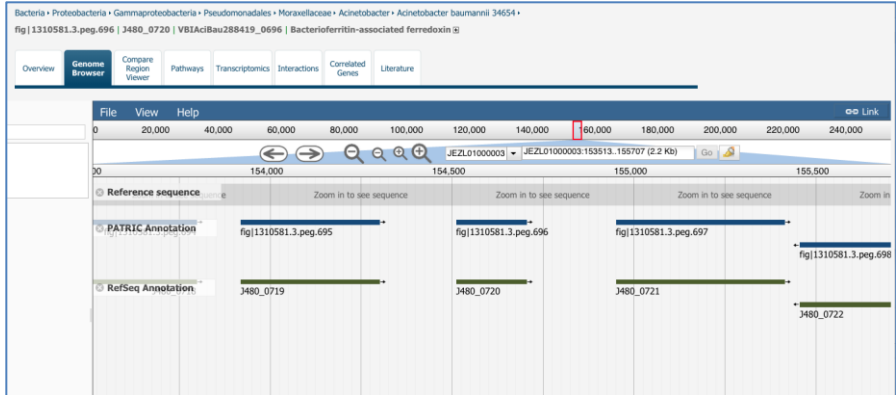 Bacteria › Proteobacteria › Gammaproteobacteria › Pseudomonadales › Moraxellaceae › Acinetobacter › Acinetobacter baumannii 34654 ›
fig|1310581.3.peg.696 | J480_0720 | VBIAciBau288419_0696 | Bacterioferritin-associated ferredoxin
Overview Genome Browser Compare Region Viewer Pathways Transcriptomics Interactions Correlated Genes Literature
File View Help Link
0 20,000 40,000 60,000 80,000 100,000 120,000 140,000 160,000 180,000 200,000 220,000 240,000
JEZL01000003 JEZL01000003:153513..155707 (2.2 Kb) Go
00 154,000 154,500 155,000 155,500
Reference sequence Zoom in to see sequence Zoom in to see sequence Zoom in to see sequence Zoom in
PATRIC Annotation
fig|1310581.3.peg.695 fig|1310581.3.peg.696 fig|1310581.3.peg.697
fig|1310581.3.peg.698
RefSeq Annotation
J480_0719 J480_0720 J480_0721
J480_0722